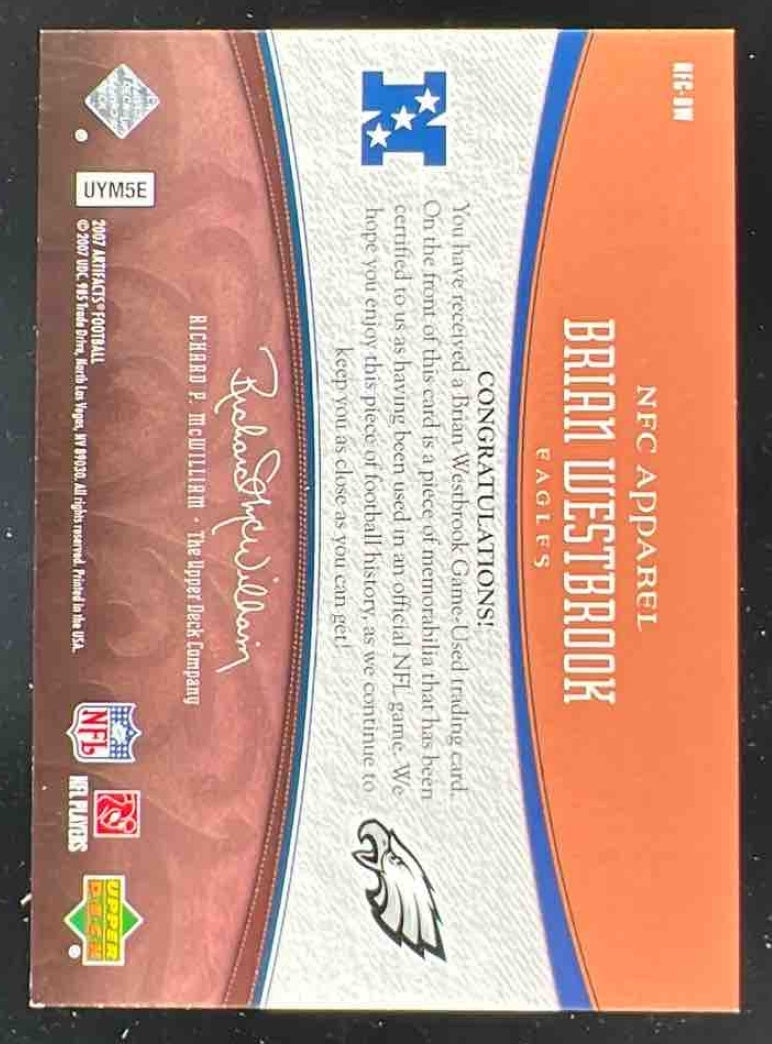 NFC-BW
NFC APPAREL
BRIAN WESTBROOK
EAGLES
CONGRATULATIONS!
You have received a Brian Westbrook Game-Used trading card.
On the front of this card is a piece of memorabilia that has been
certified to us as having been used in an official NFL game. We
hope you enjoy this piece of football history, as we continue to
keep you as close as you can get!
Richard McWilliam
RICHARD P. McWILLIAM · The Upper Deck Company
UYM5E
2007 ARTIFACTS® FOOTBALL
© 2007 UDC, 985 Trade Drive, North Las Vegas, NV 89030. All rights reserved. Printed in the USA.
NFL
NFL PLAYERS
UPPER
DECK